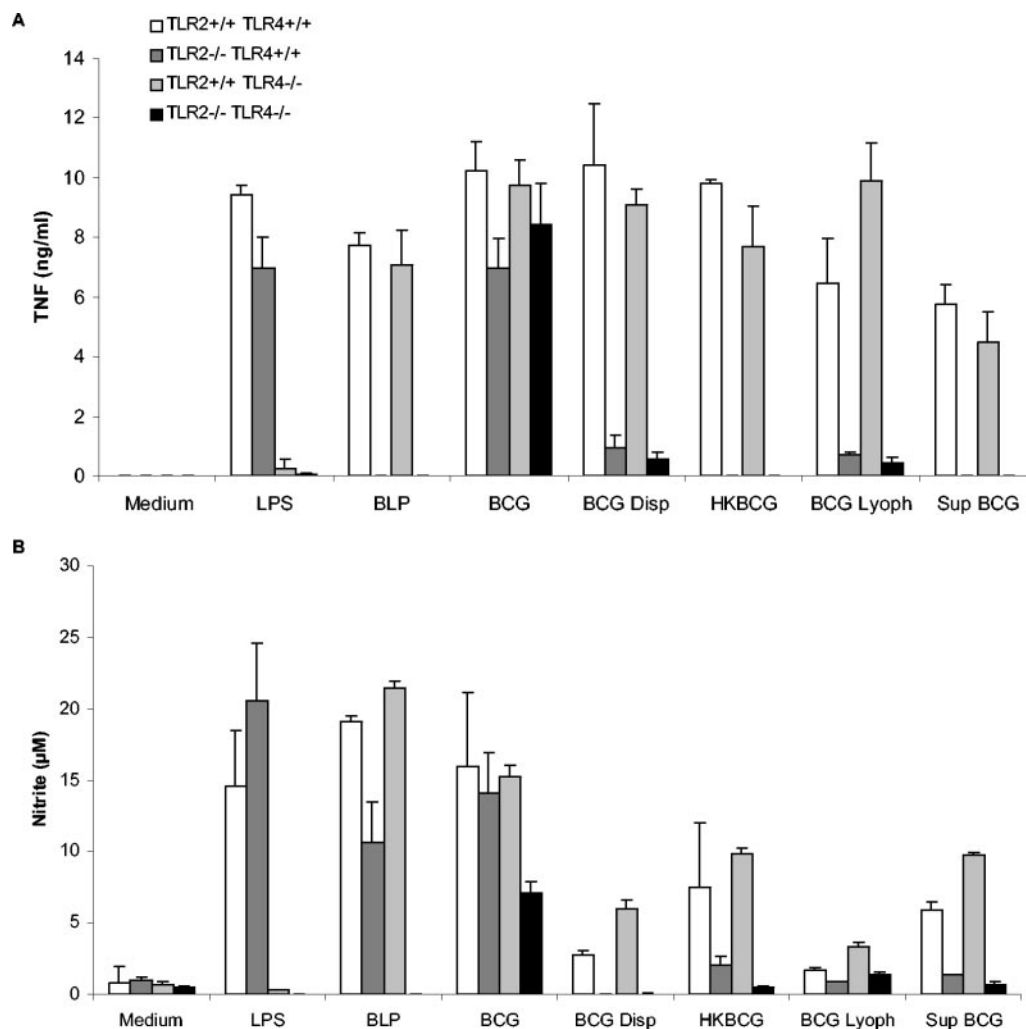 A
TLR2+/+ TLR4+/+
TLR2-/- TLR4+/+
TLR2+/+ TLR4-/-
TLR2-/- TLR4-/-
TNF (ng/ml)
14
12
10
8
6
4
2
0
Medium LPS BLP BCG BCG Disp HKBCG BCG Lyoph Sup BCG
B
Nitrite (µM)
30
25
20
15
10
5
0
Medium LPS BLP BCG BCG Disp HKBCG BCG Lyoph Sup BCG